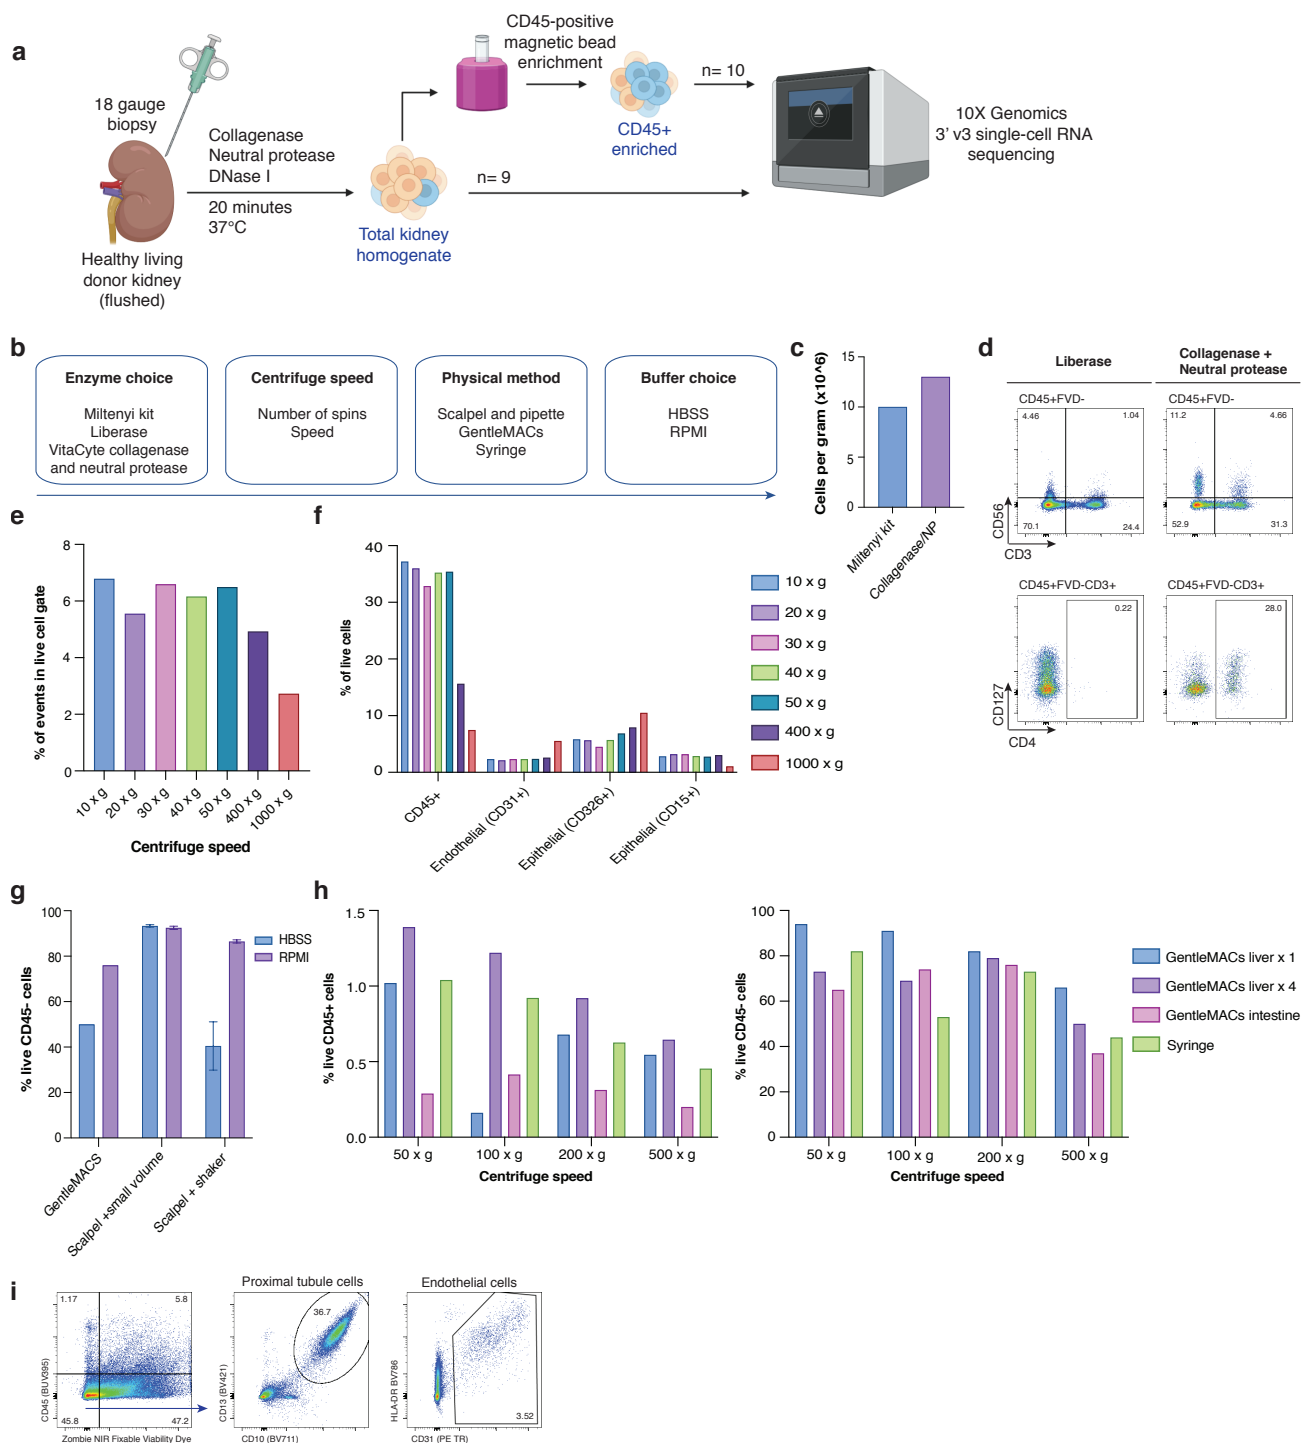 a
18 gauge
biopsy
Collagenase
Neutral protease
DNase I
20 minutes
37°C
Healthy living
donor kidney
(flushed)
Total kidney
homogenate
CD45-positive
magnetic bead
enrichment
CD45+
enriched
n= 10
n= 9
10X Genomics
3' v3 single-cell RNA
sequencing
b
Enzyme choice
Miltenyi kit
Liberase
VitaCyte collagenase
and neutral protease
Centrifuge speed
Number of spins
Speed
Physical method
Scalpel and pipette
GentleMACs
Syringe
Buffer choice
HBSS
RPMI
c
Cells per gram (x10^6)
15
10
5
0
Miltenyi kit
Collagenase/NP
d
Liberase
Collagenase +
Neutral protease
CD45+FVD-
4.46
1.04
70.1
24.4
CD45+FVD-
11.2
4.66
52.9
31.3
CD56
CD3
CD45+FVD-CD3+
0.22
CD45+FVD-CD3+
28.0
CD127
CD4
e
% of events in live cell gate
8
6
4
2
0
10 x g
20 x g
30 x g
40 x g
50 x g
400 x g
1000 x g
Centrifuge speed
f
% of live cells
40
30
20
10
0
CD45+
Endothelial (CD31+)
Epithelial (CD326+)
Epithelial (CD15+)
10 x g
20 x g
30 x g
40 x g
50 x g
400 x g
1000 x g
g
% live CD45- cells
100
80
60
40
20
0
GentleMACS
Scalpel +small volume
Scalpel + shaker
HBSS
RPMI
h
% live CD45+ cells
1.5
1.0
0.5
0.0
50 x g
100 x g
200 x g
500 x g
Centrifuge speed
% live CD45- cells
100
80
60
40
20
0
50 x g
100 x g
200 x g
500 x g
Centrifuge speed
GentleMACs liver x 1
GentleMACs liver x 4
GentleMACs intestine
Syringe
i
1.17
5.8
45.8
47.2
CD45 (BUV395)
Zombie NIR Fixable Viability Dye
Proximal tubule cells
36.7
CD13 (BV421)
CD10 (BV711)
Endothelial cells
3.52
HLA-DR BV786
CD31 (PE TR)